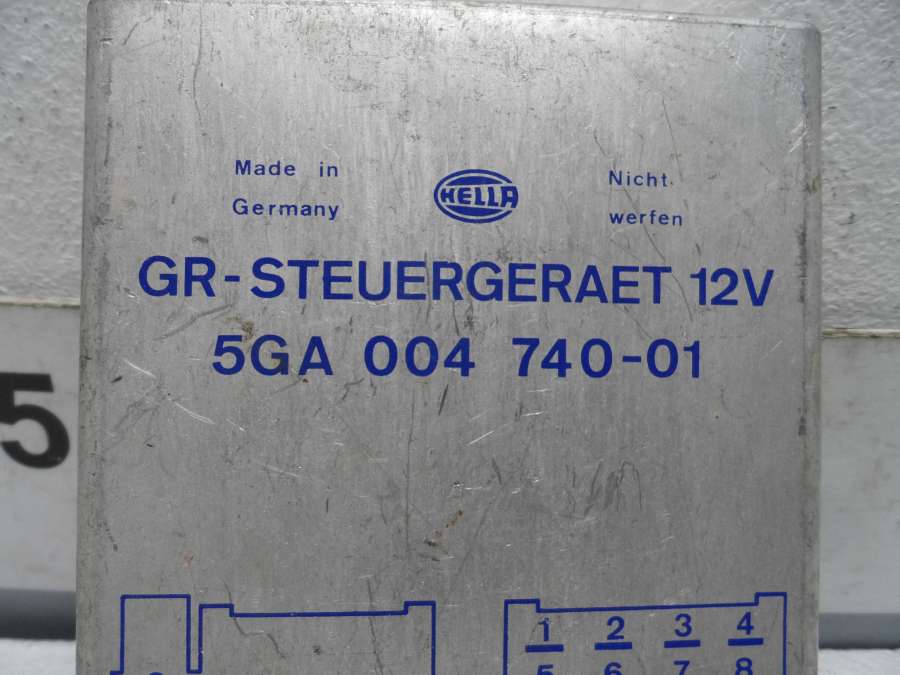 Made in
Germany
HELLA
Nicht
werfen
GR-STEUERGERAET 12V
5GA 004 740-01
5
1 2 3 4
5 6 7 8